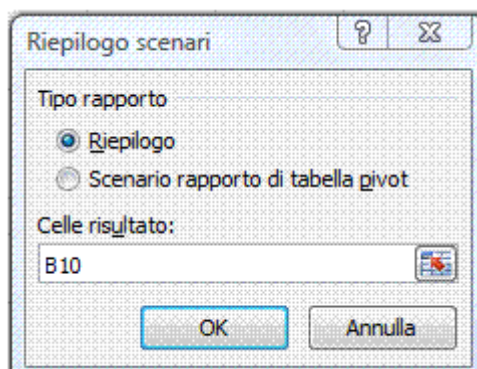 Riepilogo scenari
Tipo rapporto
Riepilogo
Scenario rapporto di tabella pivot
Celle risultato:
B10
OK
Annulla